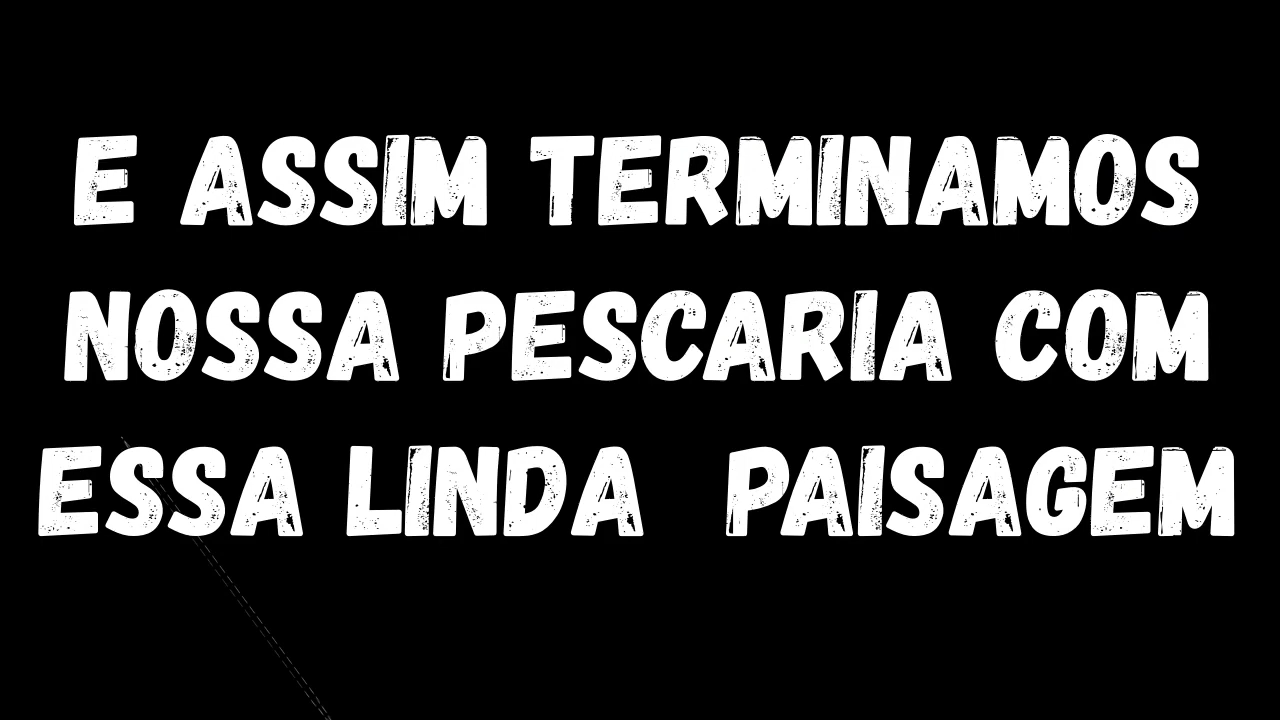 E ASSIM TERMINAMOS
NOSSA PESCARIA COM
ESSA LINDA PAISAGEM